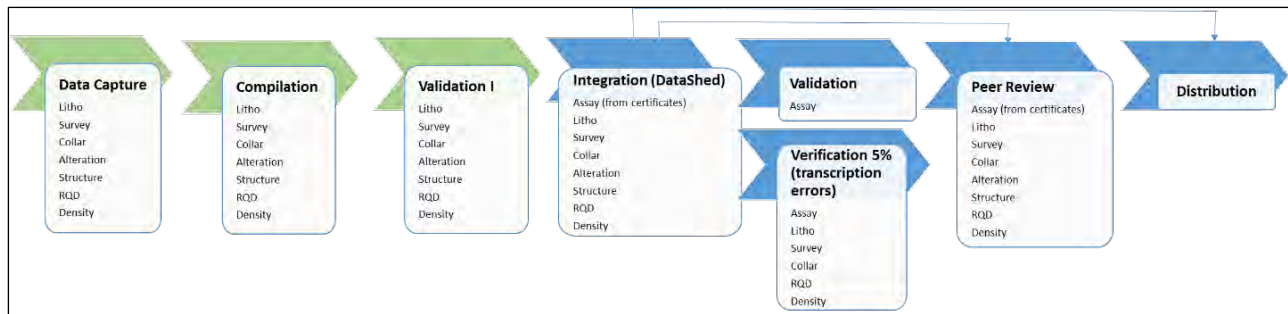 Data Capture
Litho
Survey
Collar
Alteration
Structure
RQD
Density
Compilation
Litho
Survey
Collar
Alteration
Structure
RQD
Density
Validation I
Litho
Survey
Collar
Alteration
Structure
RQD
Density
Integration (DataShed)
Assay (from certificates)
Litho
Survey
Collar
Alteration
Structure
RQD
Density
Validation
Assay
Verification 5%
(transcription
errors)
Assay
Litho
Survey
Collar
RQD
Density
Peer Review
Assay (from certificates)
Litho
Survey
Collar
Alteration
Structure
RQD
Density
Distribution